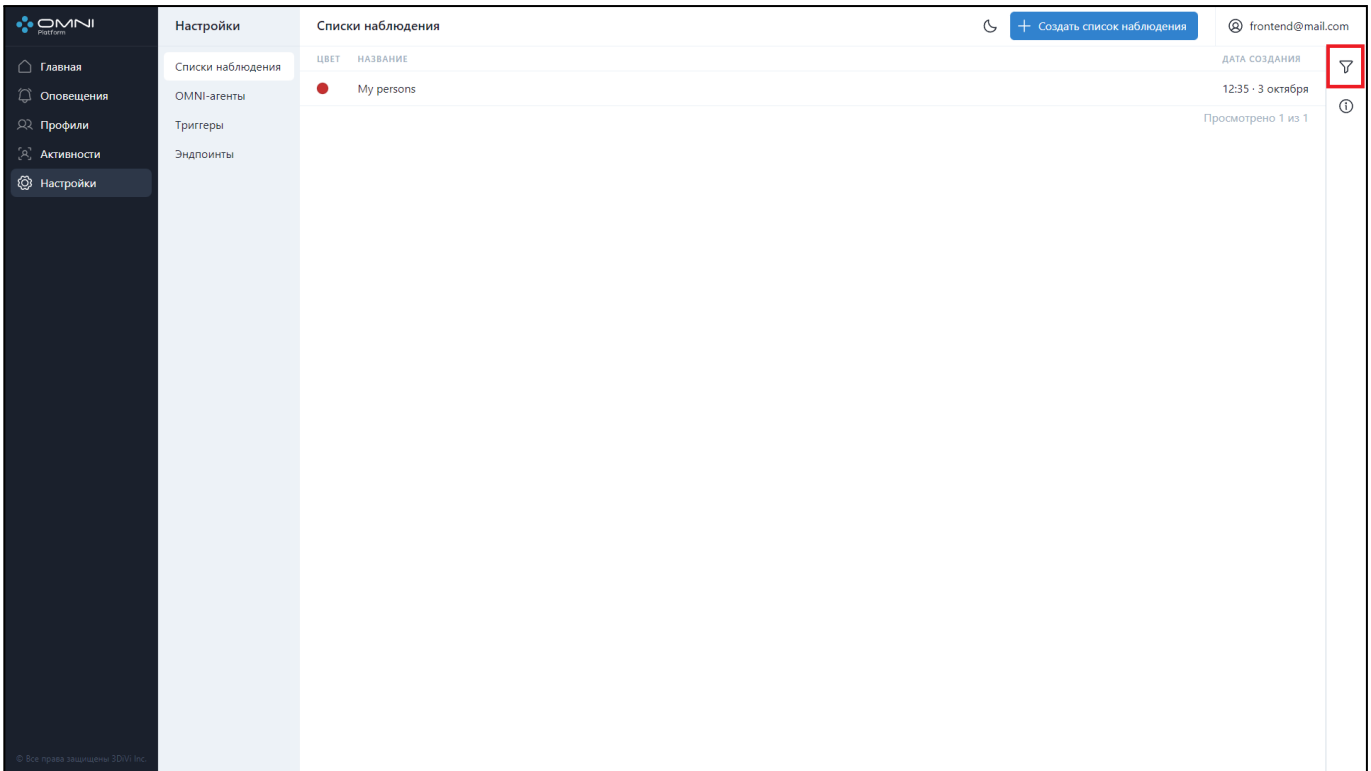 OMNI
Platform
Главная
Оповещения
Профили
Активности
Настройки
© Все права защищены 3DiVi Inc.
Настройки
Списки наблюдения
OMNI-агенты
Триггеры
Эндпоинты
Списки наблюдения
Создать список наблюдения
frontend@mail.com
ЦВЕТ НАЗВАНИЕ ДАТА СОЗДАНИЯ
My persons 12:35 · 3 октября
Просмотрено 1 из 1